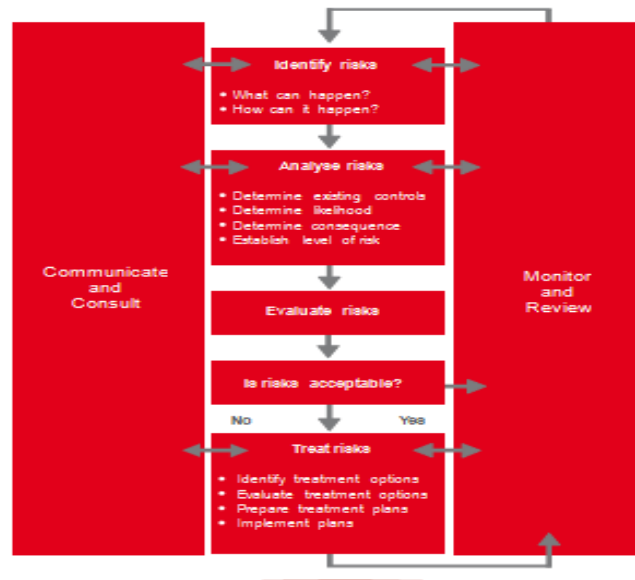 Identify risks
• What can happen?
• How can it happen?
Analyse risks
• Determine existing controls
• Determine likelihood
• Determine consequence
• Establish level of risk
Communicate
and
Consult
Monitor
and
Review
Evaluate risks
Is risks acceptable?
No
Yes
Treat risks
• Identify treatment options
• Evaluate treatment options
• Prepare treatment plans
• Implement plans